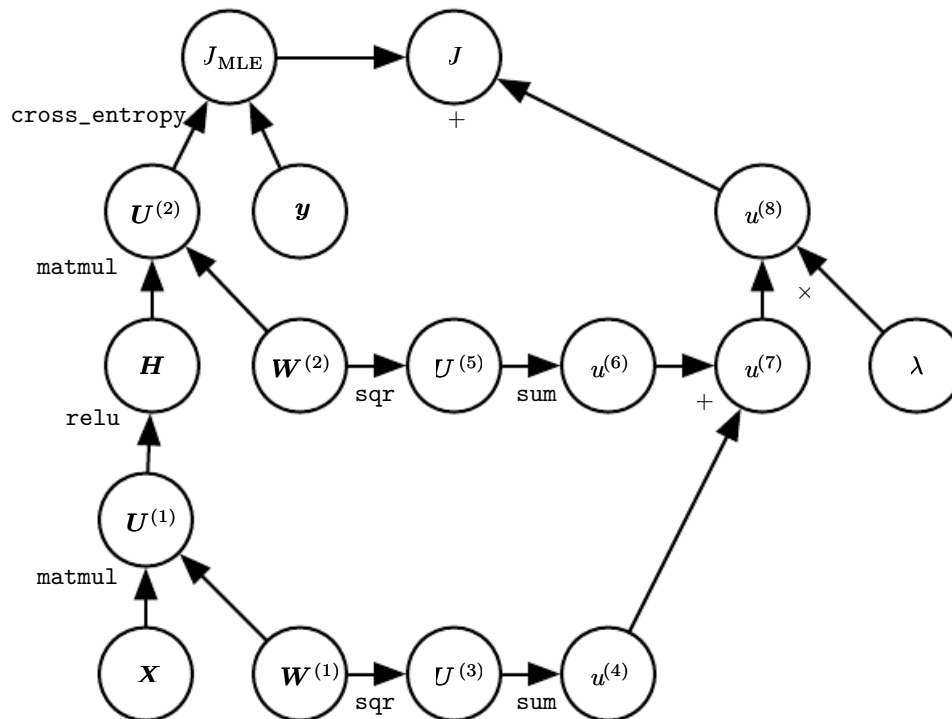 J_MLE J
cross_entropy +
U^(2) y u^(8)
matmul ×
H W^(2) U^(5) u^(6) u^(7) λ
sqr sum +
relu
U^(1)
matmul
X W^(1) U^(3) u^(4)
sqr sum